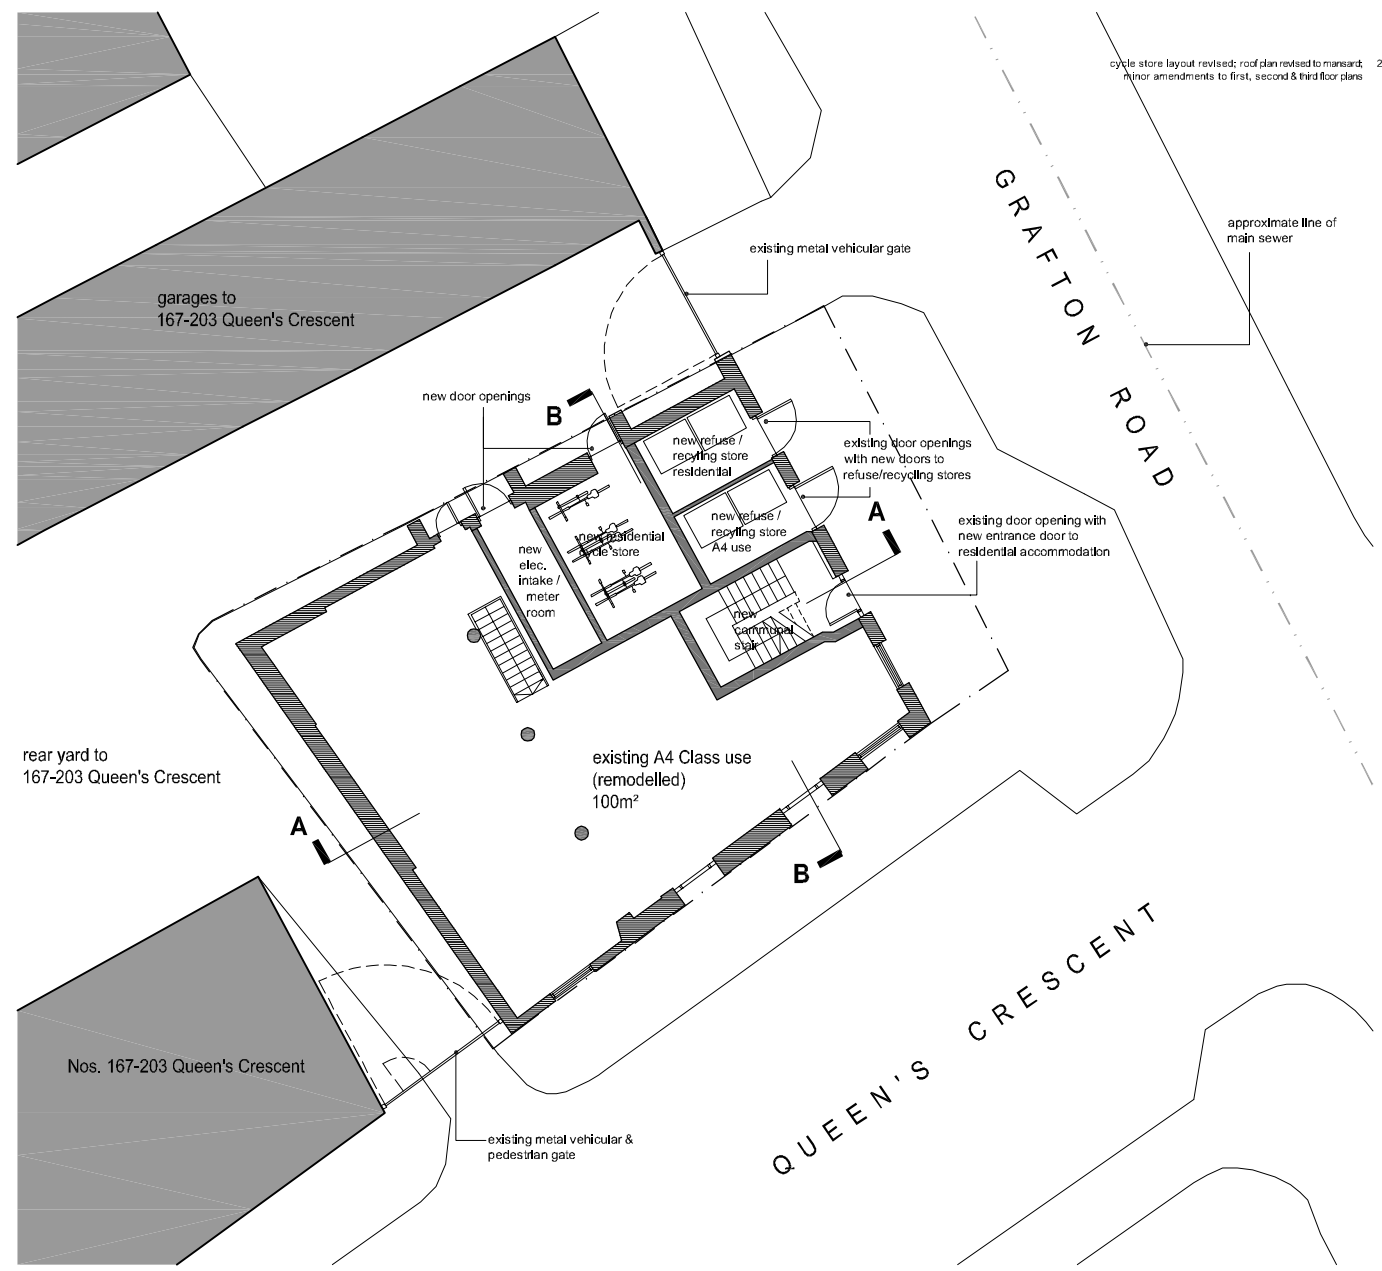 cycle store layout revised; roof plan revised to mansard; 2
minor amendments to first, second & third floor plans
GRAFTON ROAD
approximate line of
main sewer
existing metal vehicular gate
garages to
167-203 Queen's Crescent
new door openings
B
new refuse /
recylling store
residential
existing door openings
with new doors to
refuse/recycling stores
A
new refuse /
recylling store
A4 use
existing door opening with
new entrance door to
residential accommodation
new residential
cycle store
new
elec.
intake /
meter
room
new
communal
stair
rear yard to
167-203 Queen's Crescent
existing A4 Class use
(remodelled)
100m²
A
B
QUEEN'S CRESCENT
Nos. 167-203 Queen's Crescent
existing metal vehicular &
pedestrian gate